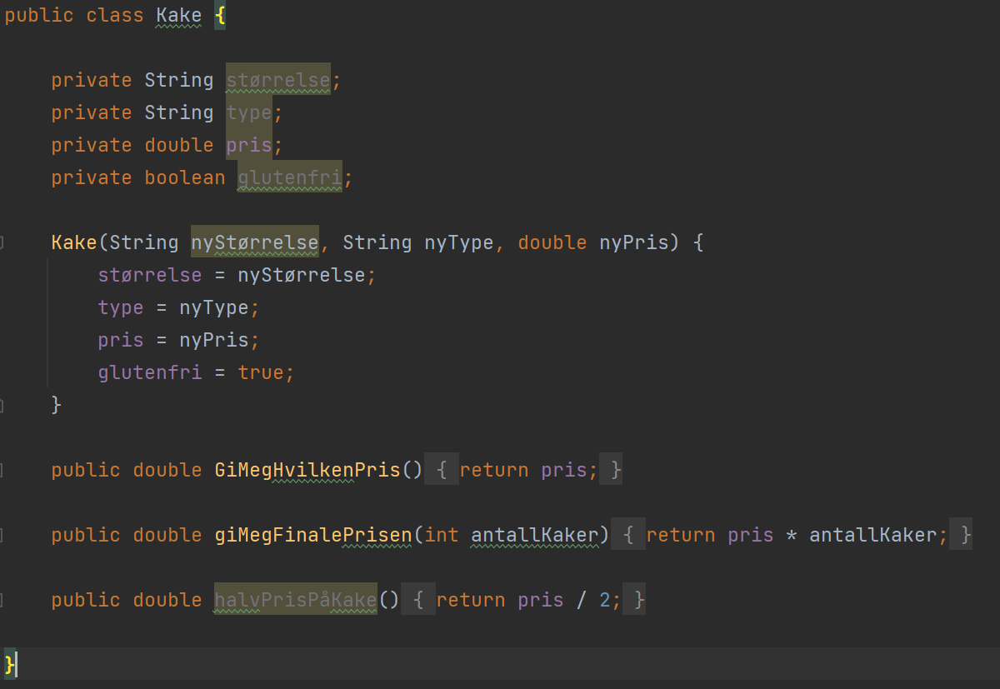 public class Kake {
private String størrelse;
private String type;
private double pris;
private boolean glutenfri;
Kake(String nyStørrelse, String nyType, double nyPris) {
størrelse = nyStørrelse;
type = nyType;
pris = nyPris;
glutenfri = true;
}
public double GiMegHvilkenPris() { return pris; }
public double giMegFinalePrisen(int antallKaker) { return pris * antallKaker; }
public double halvPrisPåKake() { return pris / 2; }
}